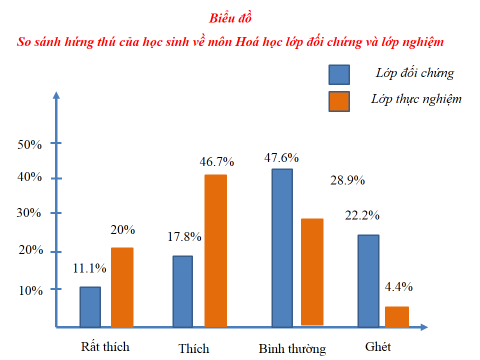 Biểu đồ
So sánh hứng thú của học sinh về môn Hoá học lớp đối chứng và lớp nghiệm
Lớp đối chứng
Lớp thực nghiệm
50%
40%
30%
20%
10%
11.1%
20%
17.8%
46.7%
47.6%
28.9%
22.2%
4.4%
Rất thích
Thích
Bình thường
Ghét